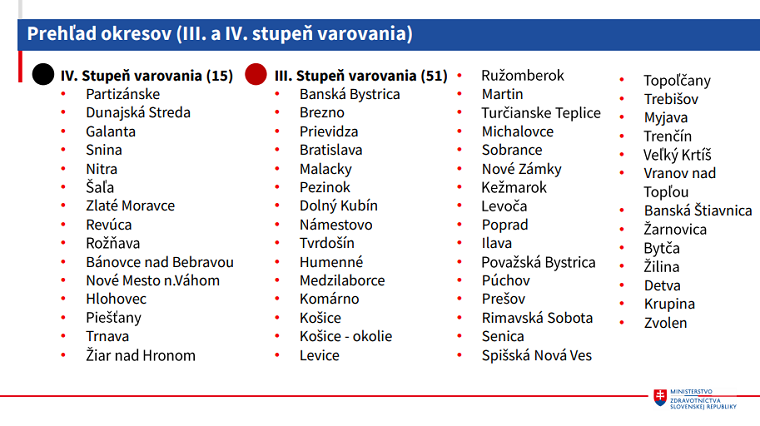 Prehľad okresov (III. a IV. stupeň varovania)
IV. Stupeň varovania (15)
• Partizánske
• Dunajská Streda
• Galanta
• Snina
• Nitra
• Šaľa
• Zlaté Moravce
• Revúca
• Rožňava
• Bánovce nad Bebravou
• Nové Mesto n.Váhom
• Hlohovec
• Piešťany
• Trnava
• Žiar nad Hronom
III. Stupeň varovania (51)
• Banská Bystrica
• Brezno
• Prievidza
• Bratislava
• Malacky
• Pezinok
• Dolný Kubín
• Námestovo
• Tvrdošín
• Humenné
• Medzilaborce
• Komárno
• Košice
• Košice - okolie
• Levice
• Ružomberok
• Martin
• Turčianske Teplice
• Michalovce
• Sobrance
• Nové Zámky
• Kežmarok
• Levoča
• Poprad
• Ilava
• Považská Bystrica
• Púchov
• Prešov
• Rimavská Sobota
• Senica
• Spišská Nová Ves
• Topoľčany
• Trebišov
• Myjava
• Trenčín
• Veľký Krtíš
• Vranov nad
Topľou
• Banská Štiavnica
• Žarnovica
• Bytča
• Žilina
• Detva
• Krupina
• Zvolen
MINISTERSTVO
ZDRAVOTNÍCTVA
SLOVENSKEJ REPUBLIKY